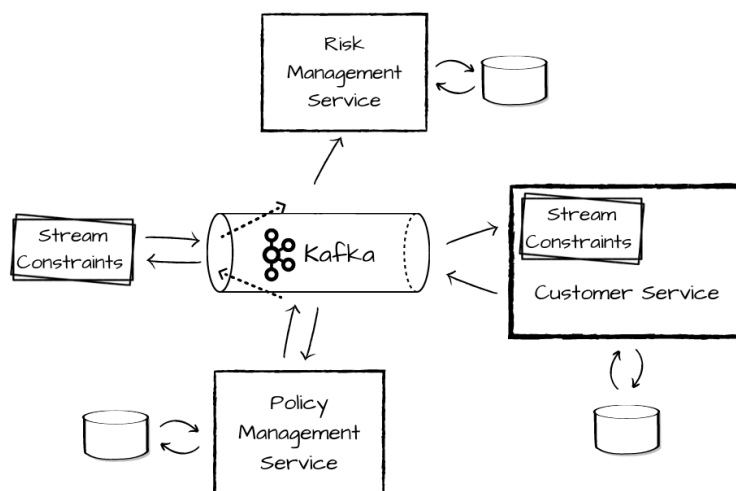 Risk
Management
Service
Stream
Constraints
Kafka
Stream
Constraints
Customer Service
Policy
Management
Service